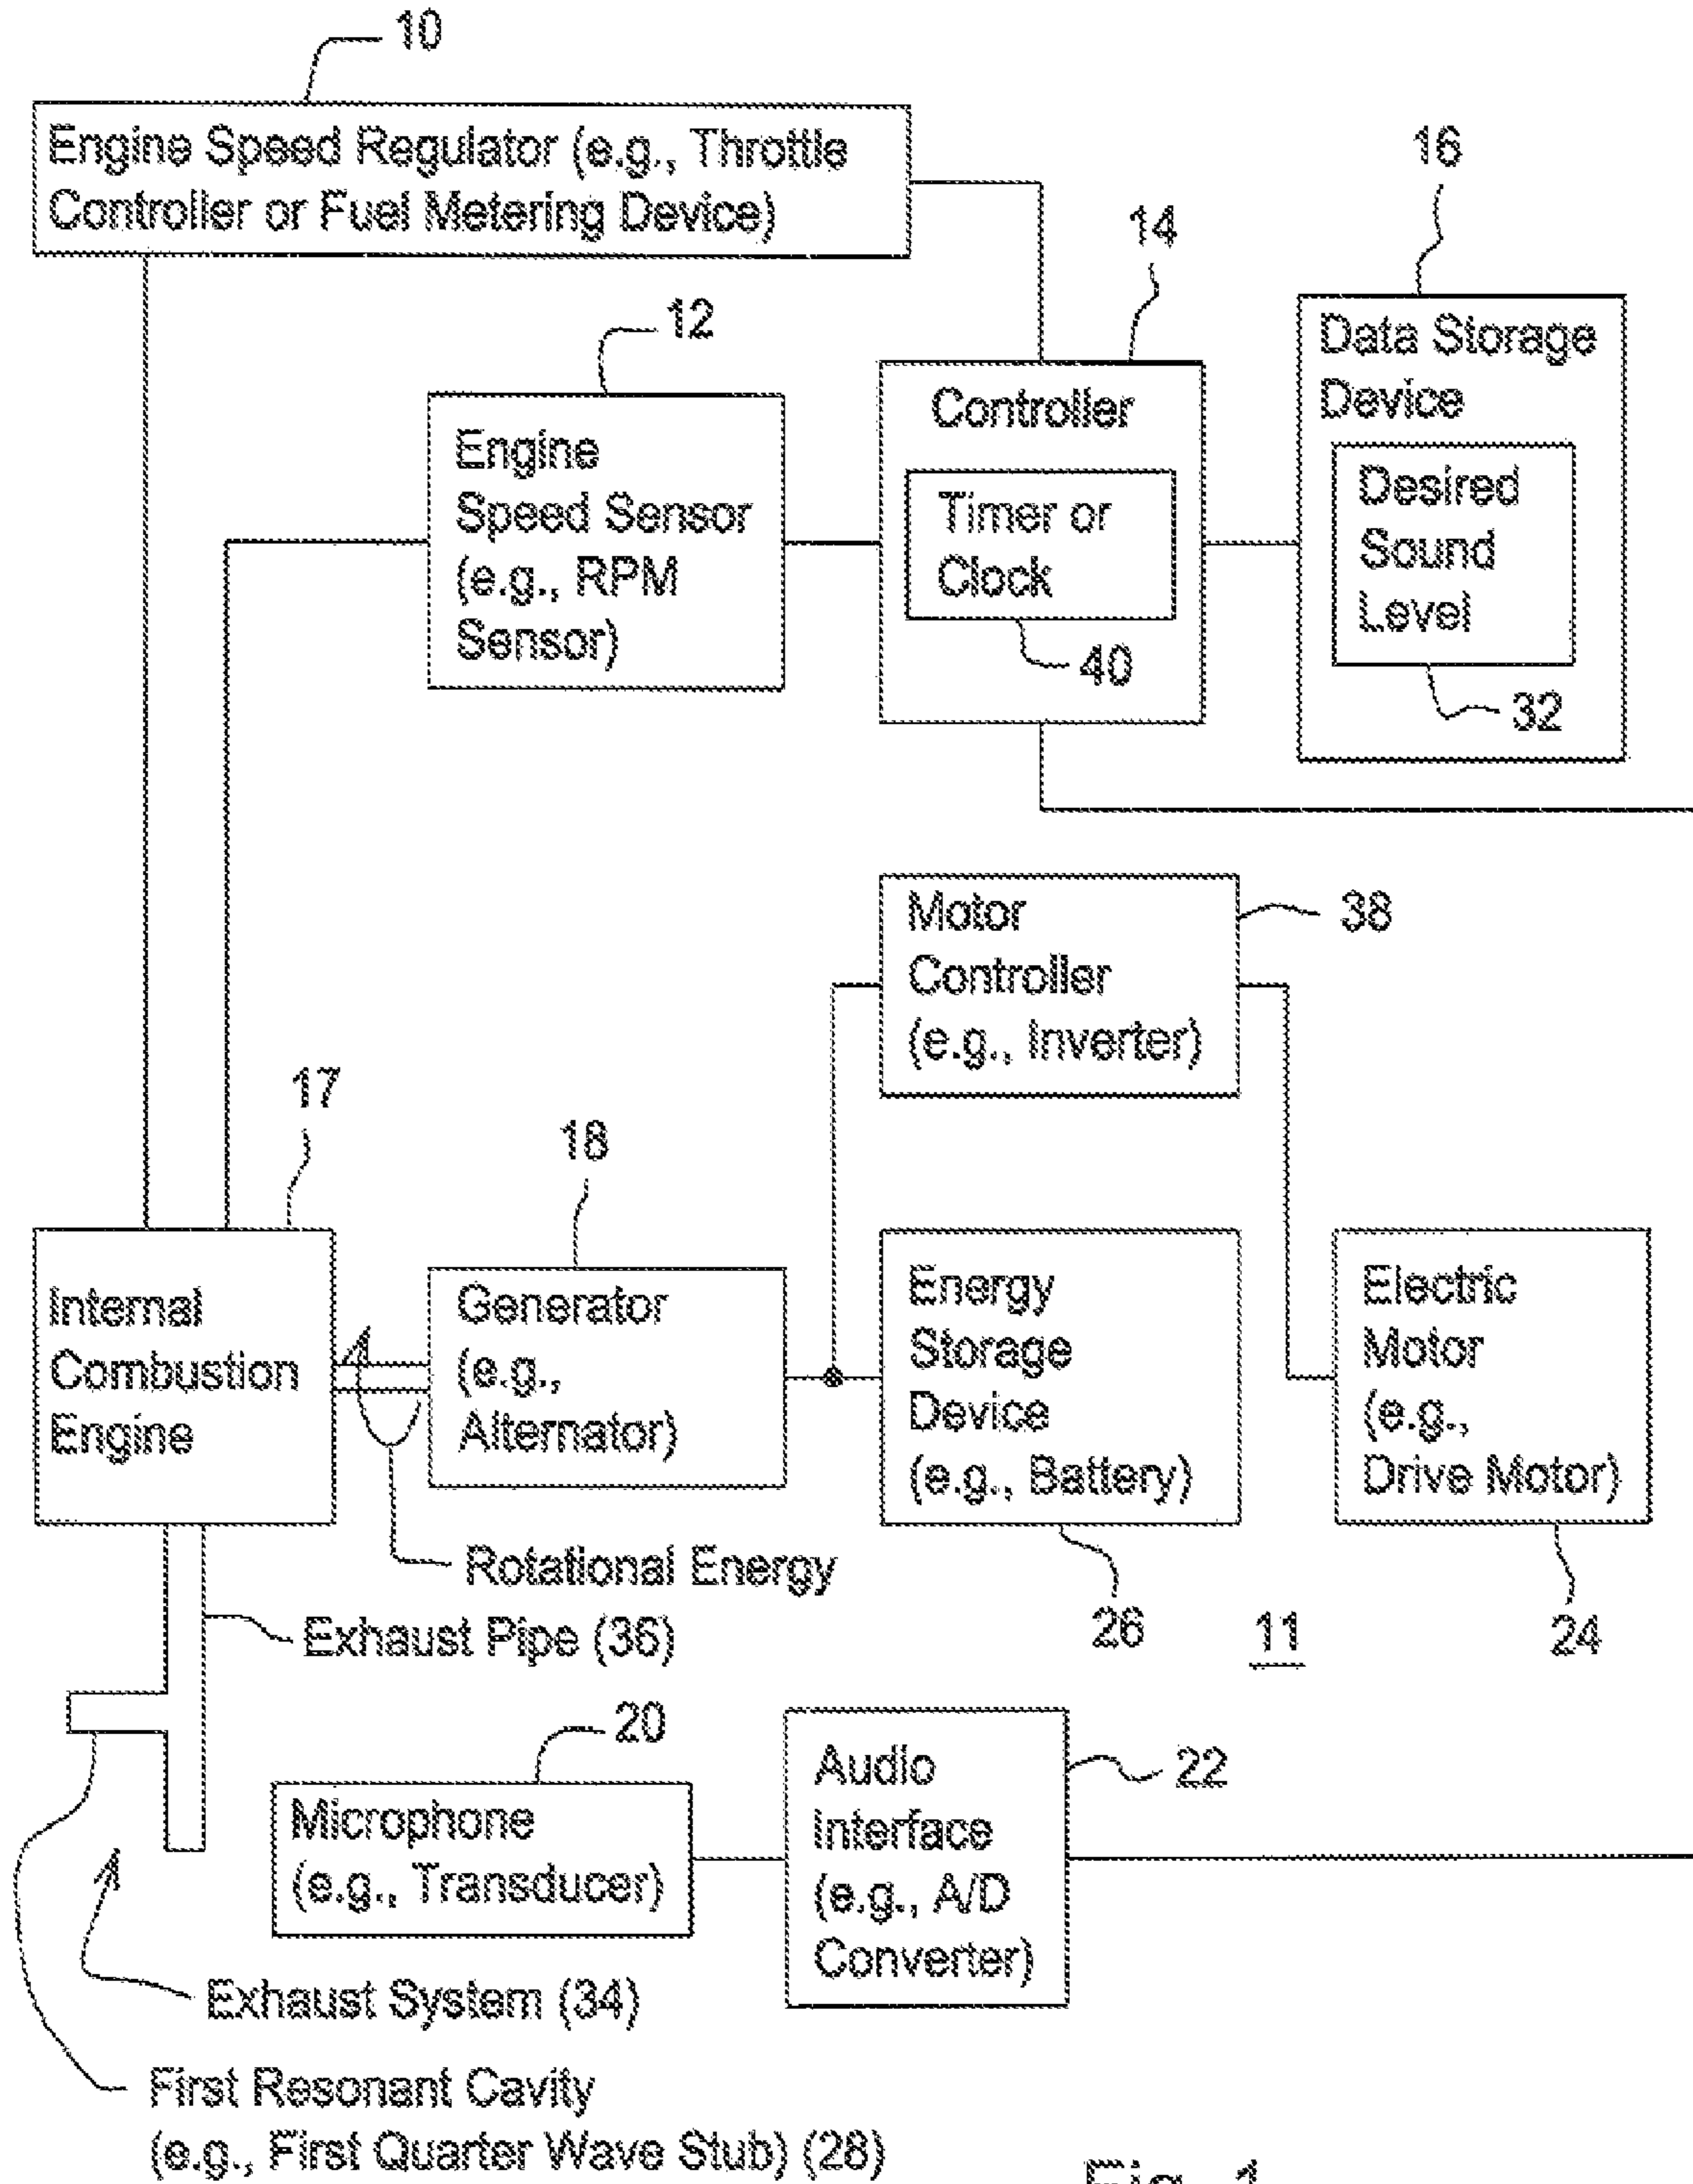 10
Engine Speed Regulator (e.g., Throttle
Controller or Fuel Metering Device)
16
14
12
Data Storage
Device
Controller
Engine
Speed Sensor
(e.g., RPM
Sensor)
Timer or
Clock
Desired
Sound
Level
40
32
Motor
Controller
(e.g., Inverter)
38
17
18
Internal
Combustion
Engine
Generator
(e.g.,
Alternator)
Energy
Storage
Device
(e.g., Battery)
Electric
Motor
(e.g.,
Drive Motor)
Rotational Energy
Exhaust Pipe (36)
26
11
24
20
Microphone
(e.g., Transducer)
Audio
Interface
(e.g., A/D
Converter)
22
Exhaust System (34)
First Resonant Cavity
(e.g., First Quarter Wave Stub) (28)
Fig. 1